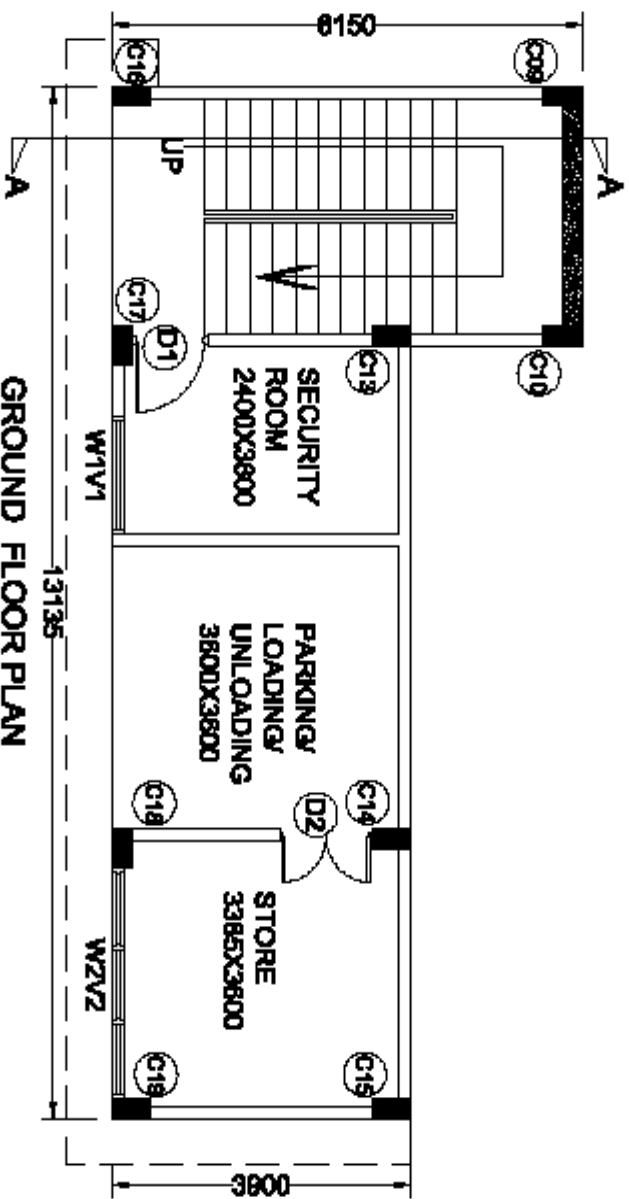 6150
C16
C09
A
A
UP
C17
D1
C13
C10
SECURITY
ROOM
2400X3600
W1V1
PARKING/
LOADING/
UNLOADING
3600X3600
C18
D2
C14
STORE
3385X3600
W2V2
C19
C15
13135
3900
GROUND FLOOR PLAN